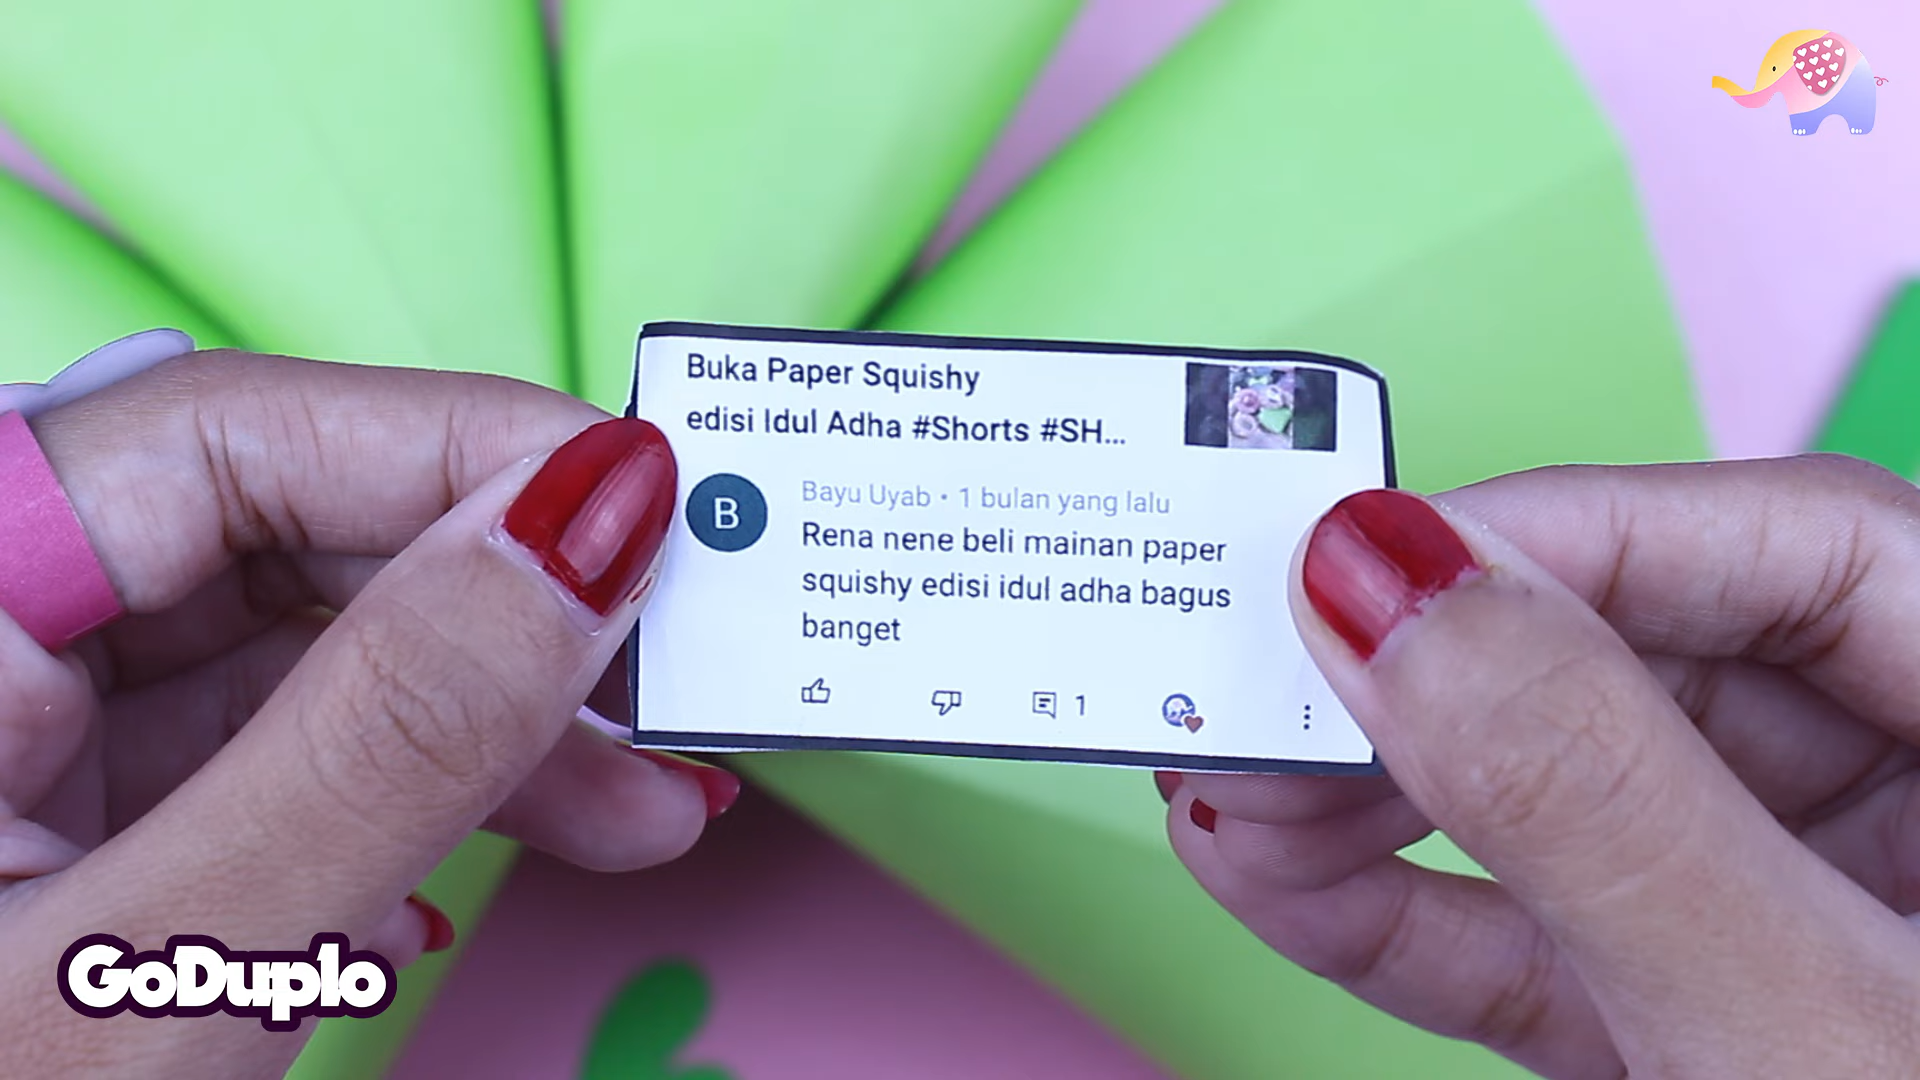 Buka Paper Squishy
edisi Idul Adha #Shorts #SH...
B
Bayu Uyab • 1 bulan yang lalu
Rena nene beli mainan paper
squishy edisi idul adha bagus
banget
1
GoDuplo